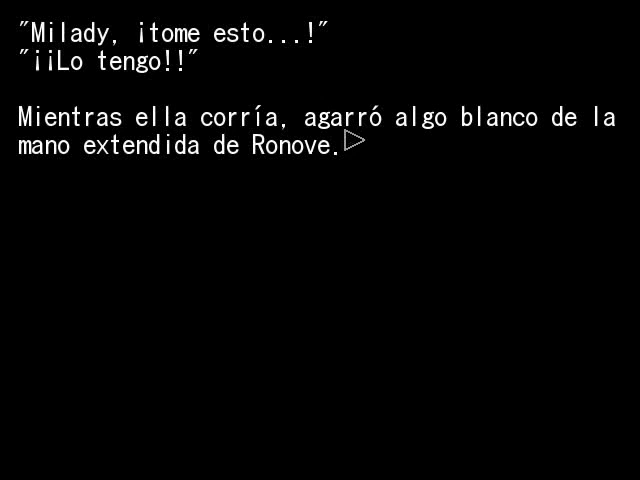 "Milady, ¡tome esto...!"
"¡¡Lo tengo!!"
Mientras ella corría, agarró algo blanco de la
mano extendida de Ronove.